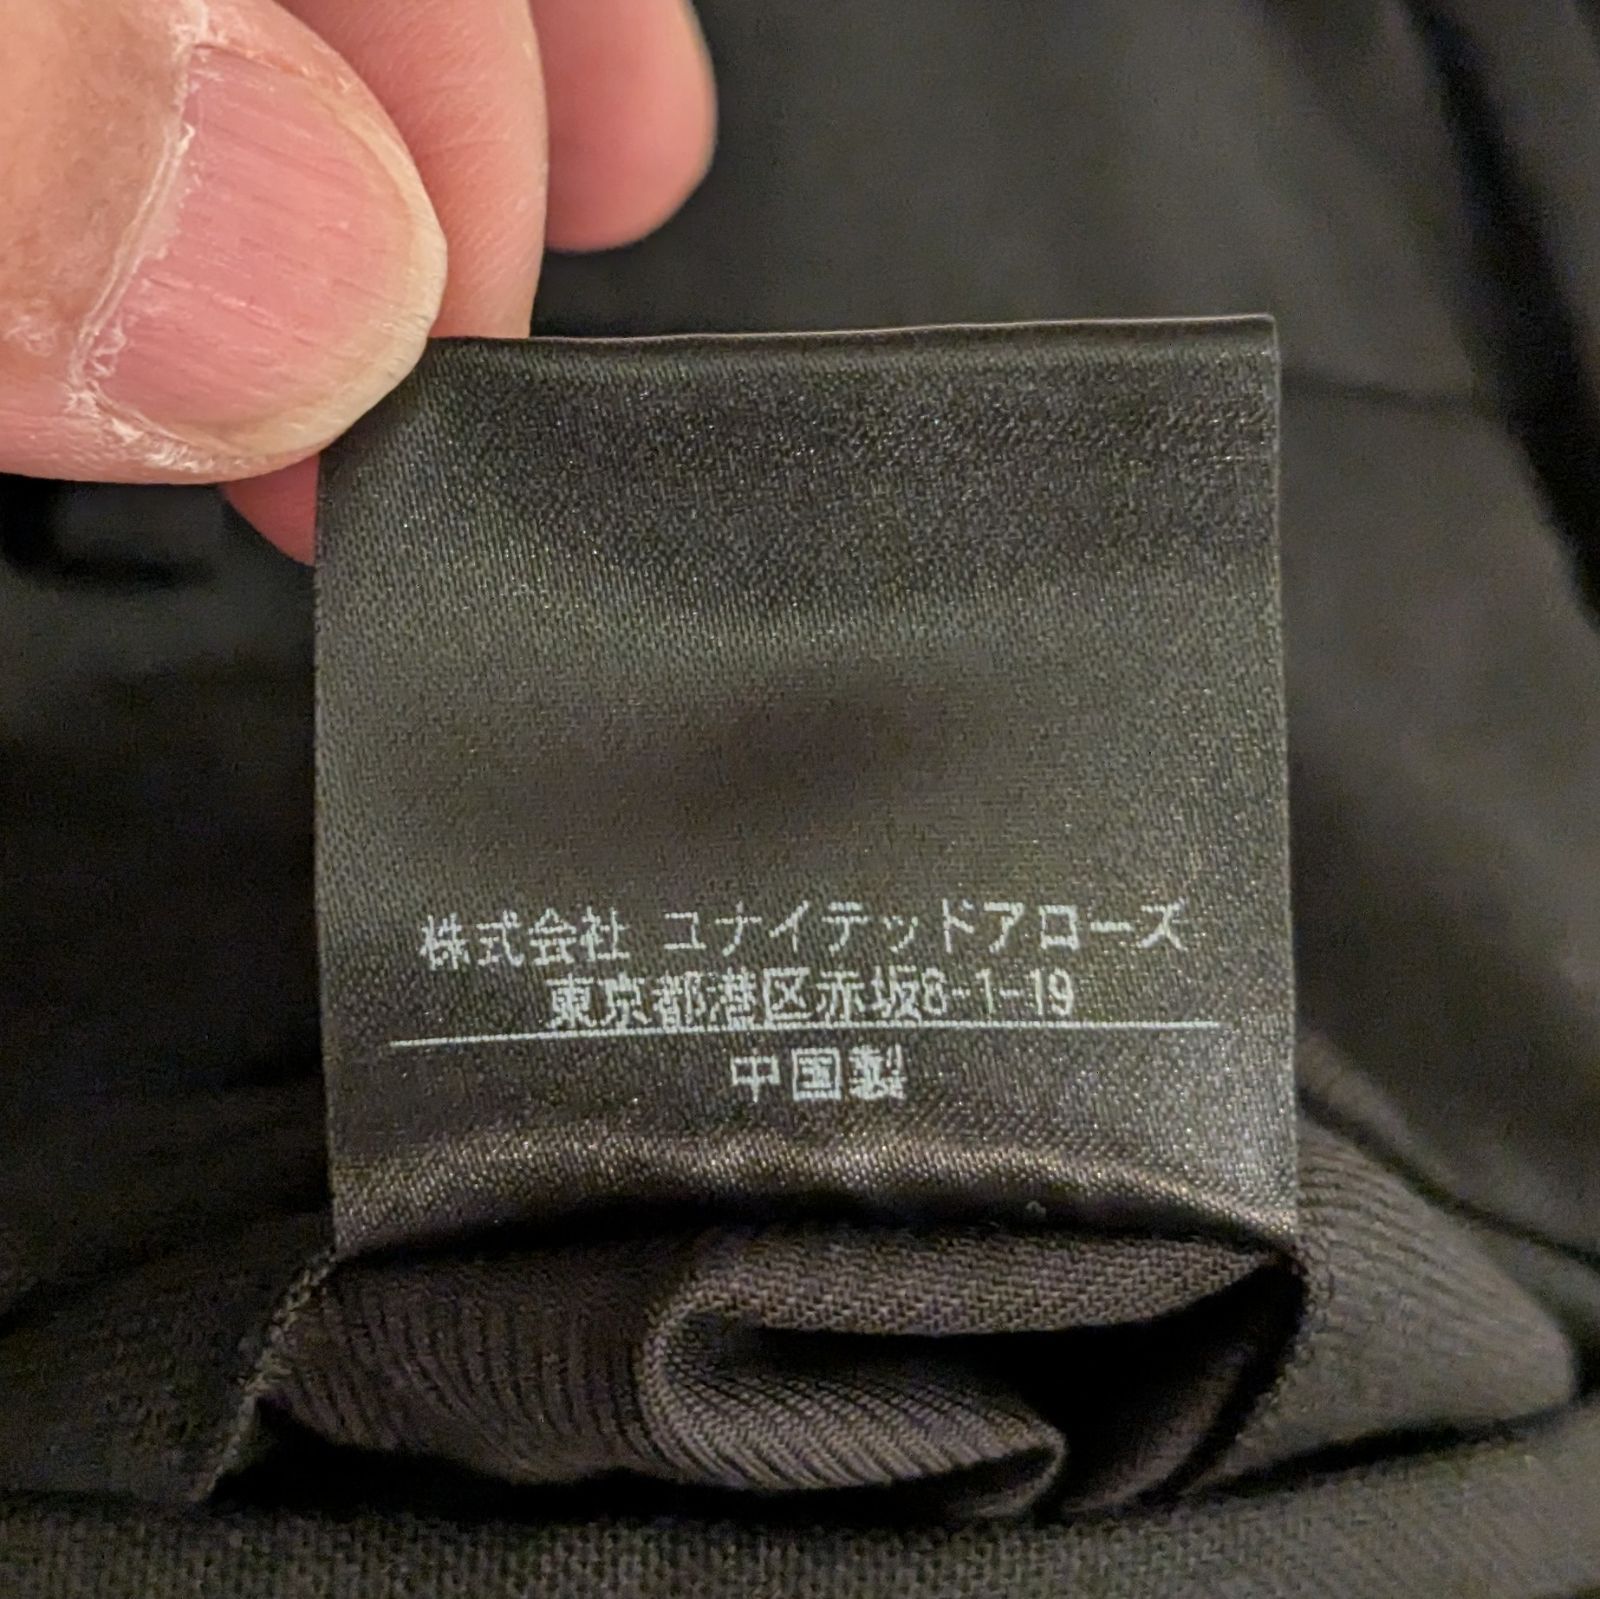 株式会社 ユナイテッドアローズ
東京都港区赤坂8-1-19
中国製